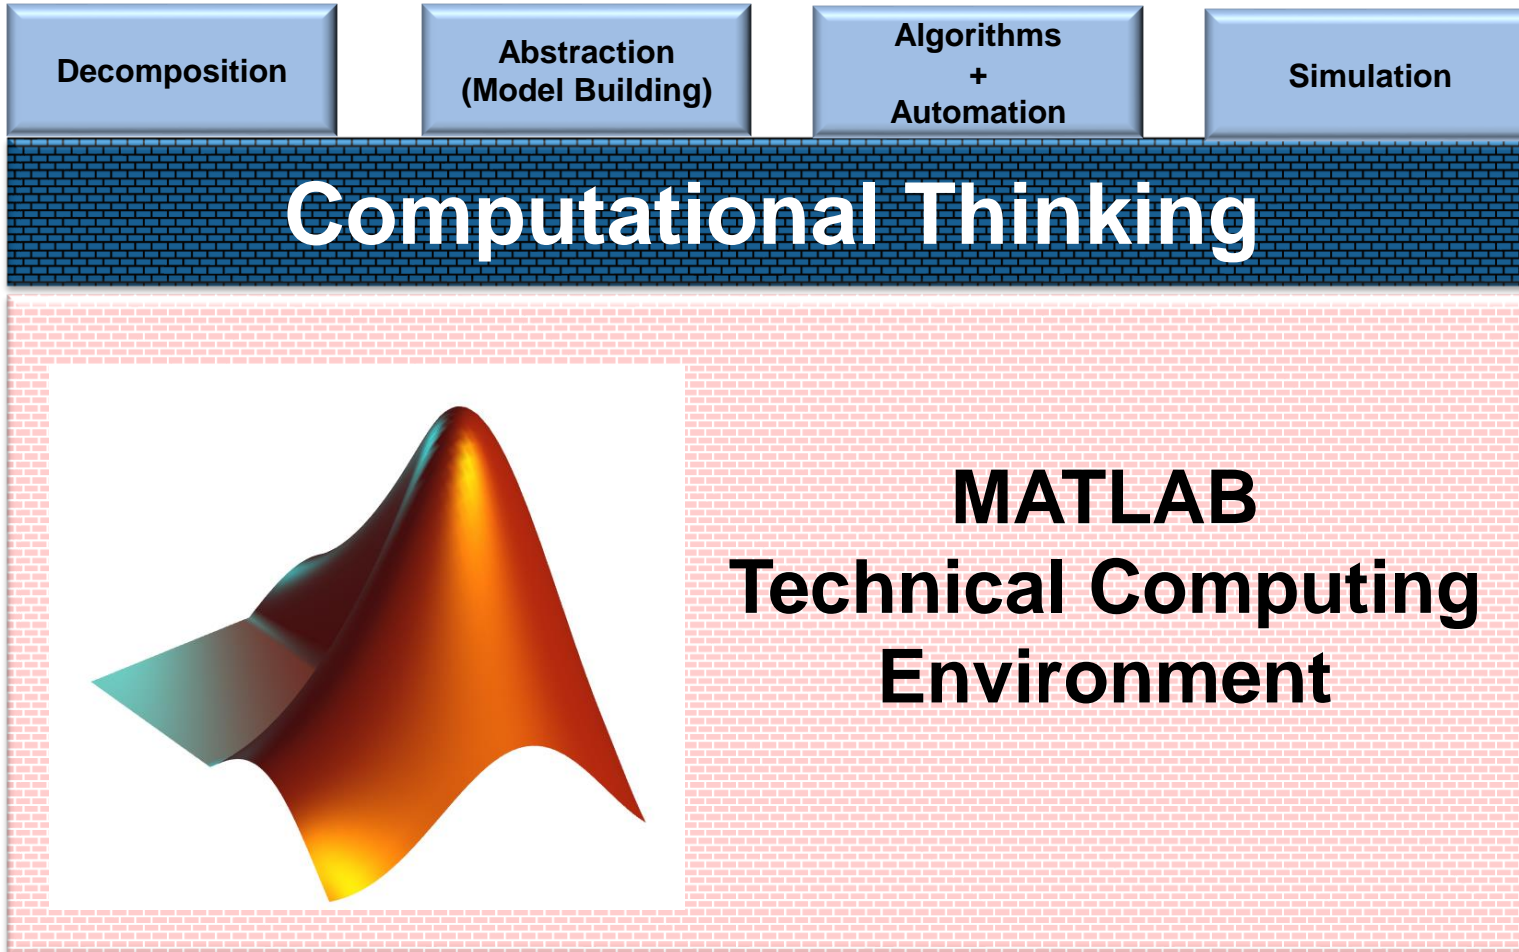 Decomposition
Abstraction
(Model Building)
Algorithms
+
Automation
Simulation
Computational Thinking
MATLAB
Technical Computing
Environment